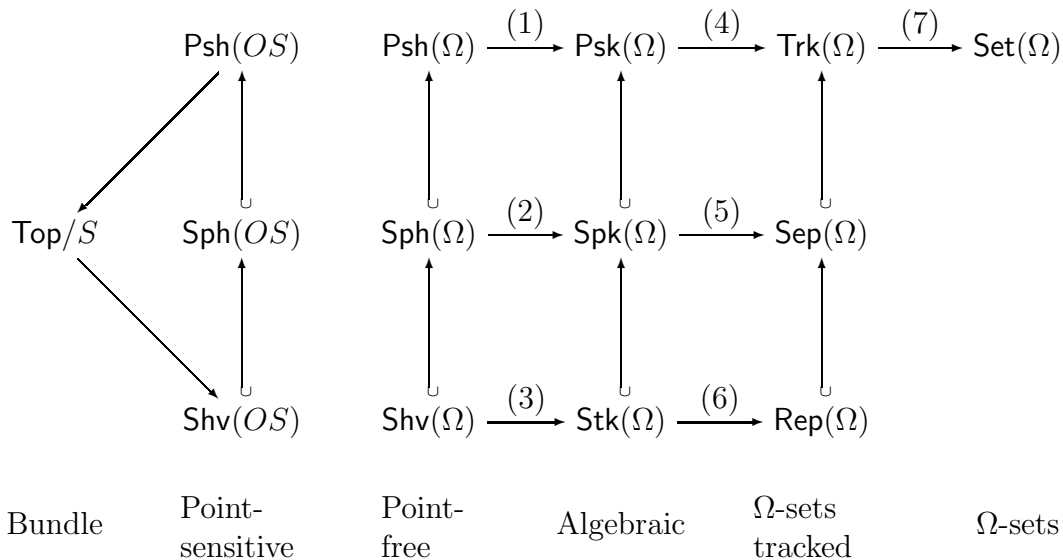 Psh(OS) Psh(Ω) (1) Psk(Ω) (4) Trk(Ω) (7) Set(Ω)
Top/S Sph(OS) Sph(Ω) (2) Spk(Ω) (5) Sep(Ω)
Shv(OS) Shv(Ω) (3) Stk(Ω) (6) Rep(Ω)
Bundle
Point-
sensitive
Point-
free
Algebraic
Ω-sets
tracked
Ω-sets